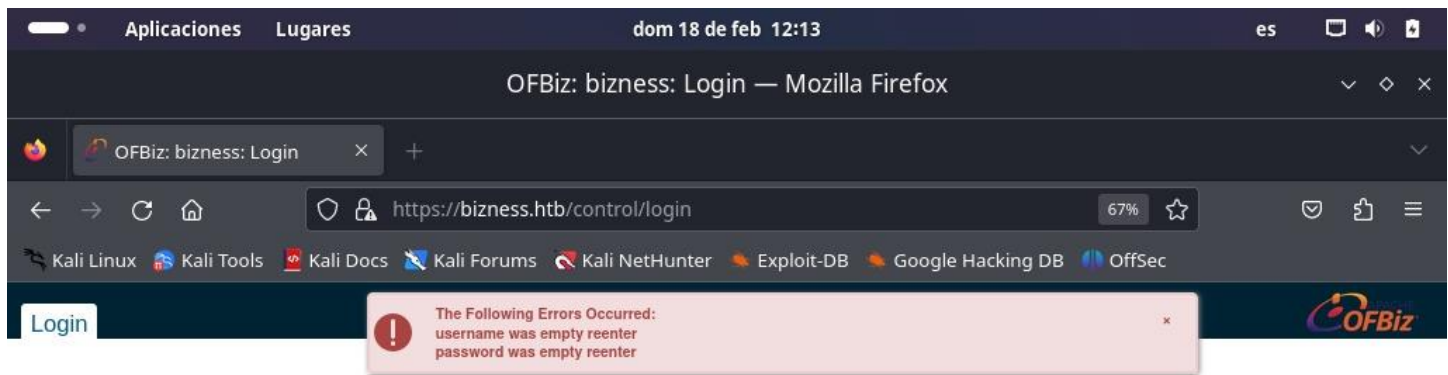 Aplicaciones Lugares dom 18 de feb 12:13 es
OFBiz: bizness: Login — Mozilla Firefox
OFBiz: bizness: Login
https://bizness.htb/control/login 67%
Kali Linux Kali Tools Kali Docs Kali Forums Kali NetHunter Exploit-DB Google Hacking DB OffSec
Login
The Following Errors Occurred:
username was empty reenter
password was empty reenter
OFBiz